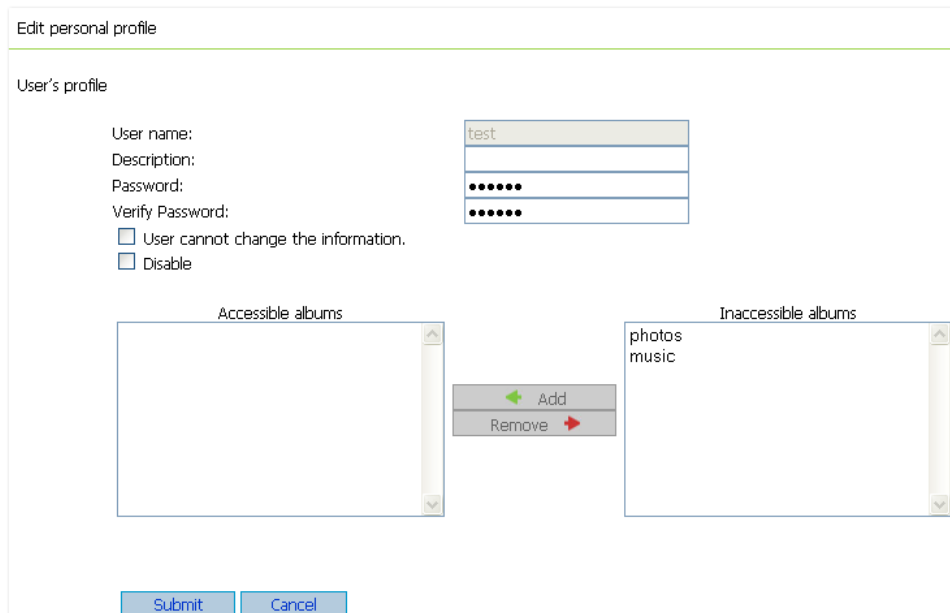 Edit personal profile
User's profile
User name: test
Description:
Password: ••••••
Verify Password: ••••••
User cannot change the information.
Disable
Accessible albums
Inaccessible albums
photos
music
Add
Remove
Submit Cancel